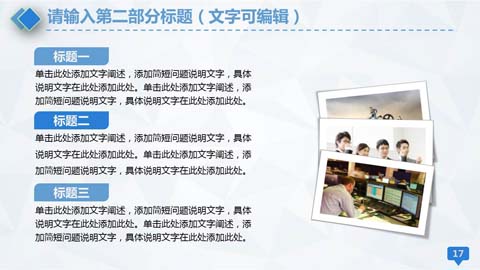 请输入第二部分标题（文字可编辑）
标题一
单击此处添加文字阐述，添加简短问题说明文字，具体
说明文字在此处添加此处。单击此处添加文字阐述，添
加简短问题说明文字，具体说明文字在此处添加此处。
标题二
单击此处添加文字阐述，添加简短问题说明文字，具体
说明文字在此处添加此处。单击此处添加文字阐述，添
加简短问题说明文字，具体说明文字在此处添加此处。
标题三
单击此处添加文字阐述，添加简短问题说明文字，具体
说明文字在此处添加此处。单击此处添加文字阐述，添
加简短问题说明文字，具体说明文字在此处添加此处。
17